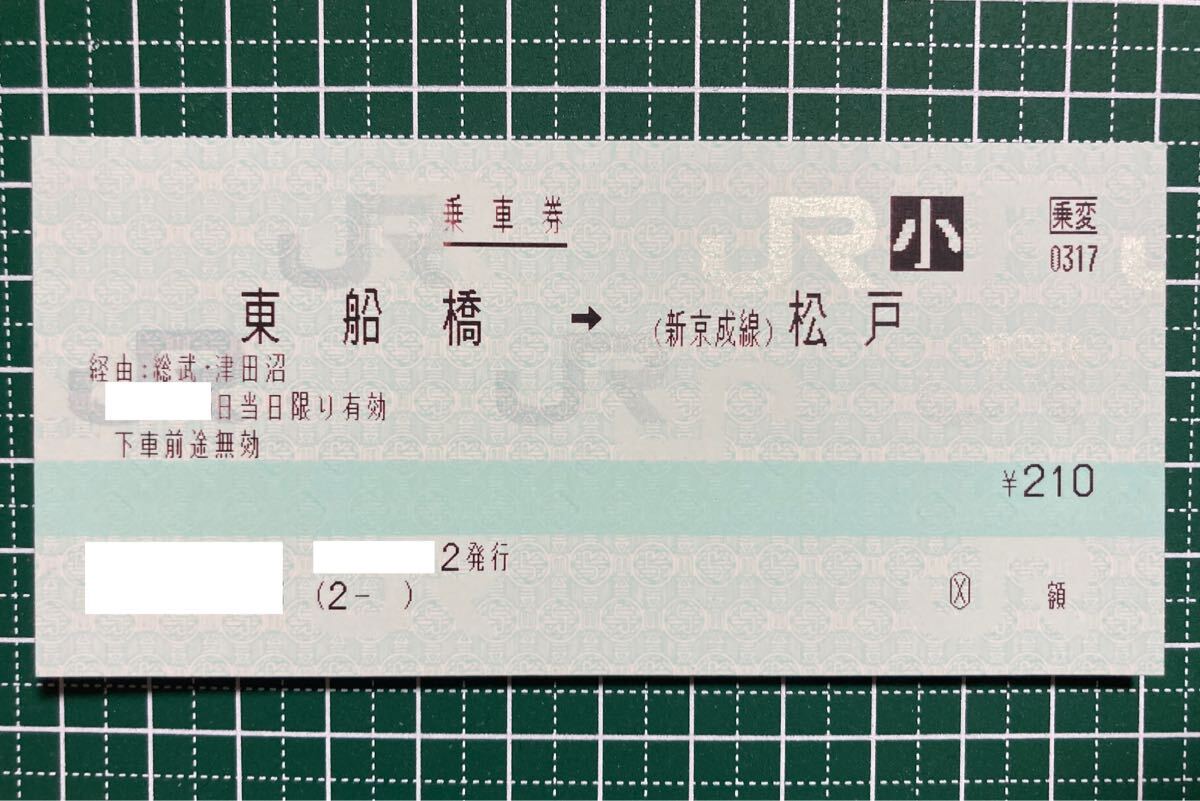 乗車券
小
乗変
0317
東船橋 ➡ (新京成線)松戸
経由:総武・津田沼
日当日限り有効
下車前途無効
¥210
2発行
(2- )
Ⓧ 額